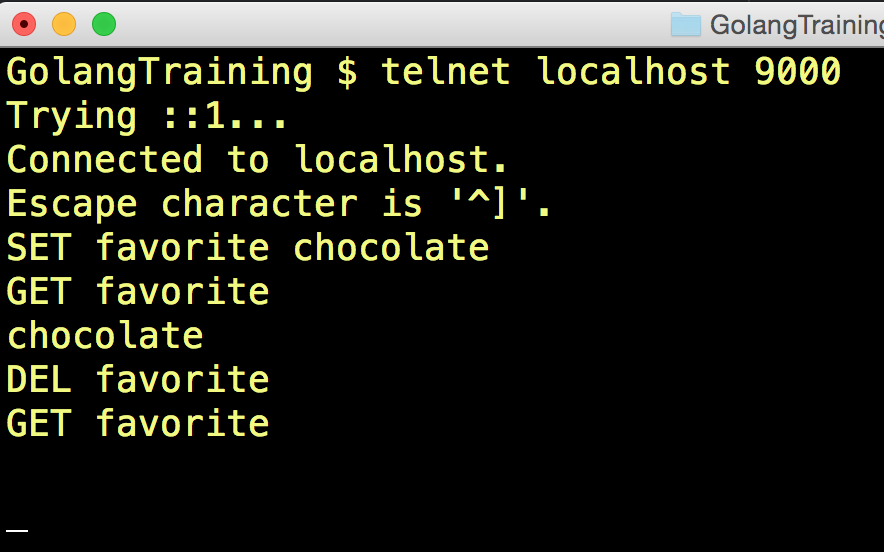 GolangTraining
GolangTraining $ telnet localhost 9000
Trying ::1...
Connected to localhost.
Escape character is '^]'.
SET favorite chocolate
GET favorite
chocolate
DEL favorite
GET favorite